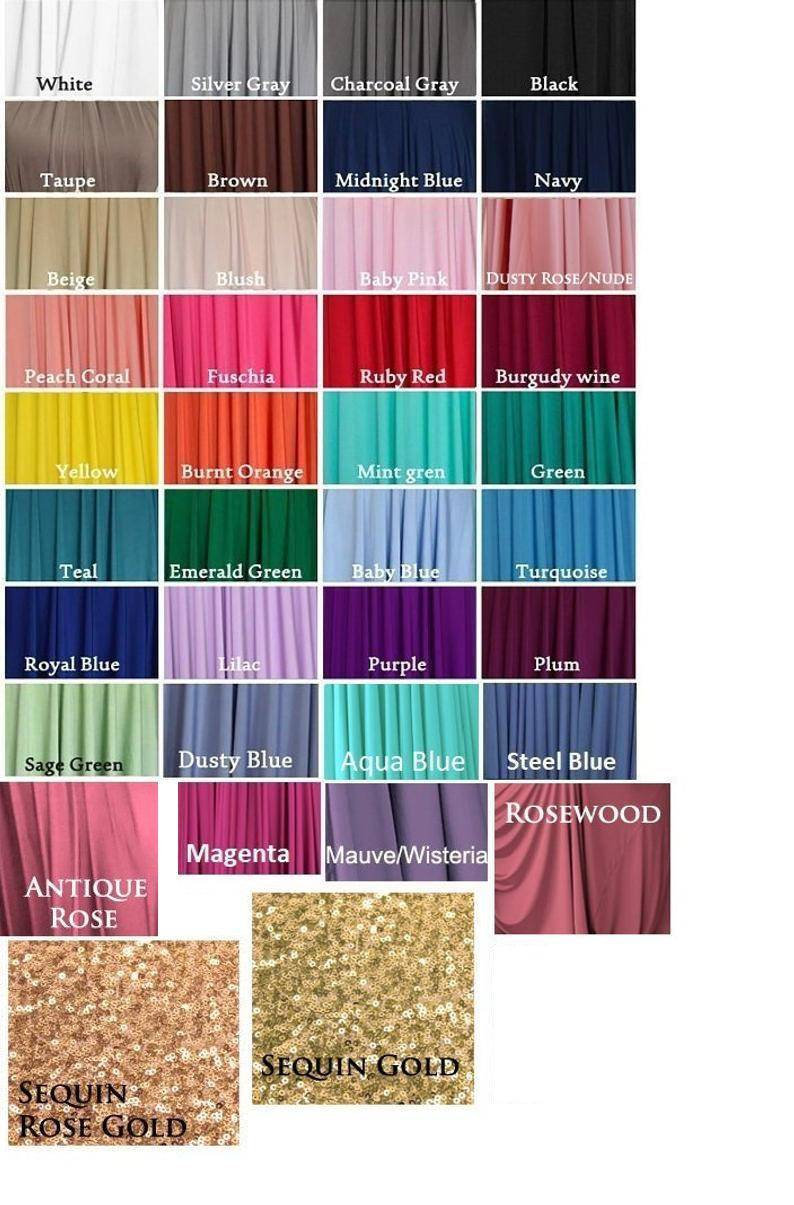 White
Silver Gray
Charcoal Gray
Black
Taupe
Brown
Midnight Blue
Navy
Beige
Blush
Baby Pink
DUSTY ROSE/NUDE
Peach Coral
Fuschia
Ruby Red
Burgudy wine
Yellow
Burnt Orange
Mint gren
Green
Teal
Emerald Green
Baby Blue
Turquoise
Royal Blue
Lilac
Purple
Plum
Sage Green
Dusty Blue
Aqua Blue
Steel Blue
ANTIQUE
ROSE
Magenta
Mauve/Wisteria
ROSEWOOD
SEQUIN
ROSE GOLD
SEQUIN GOLD